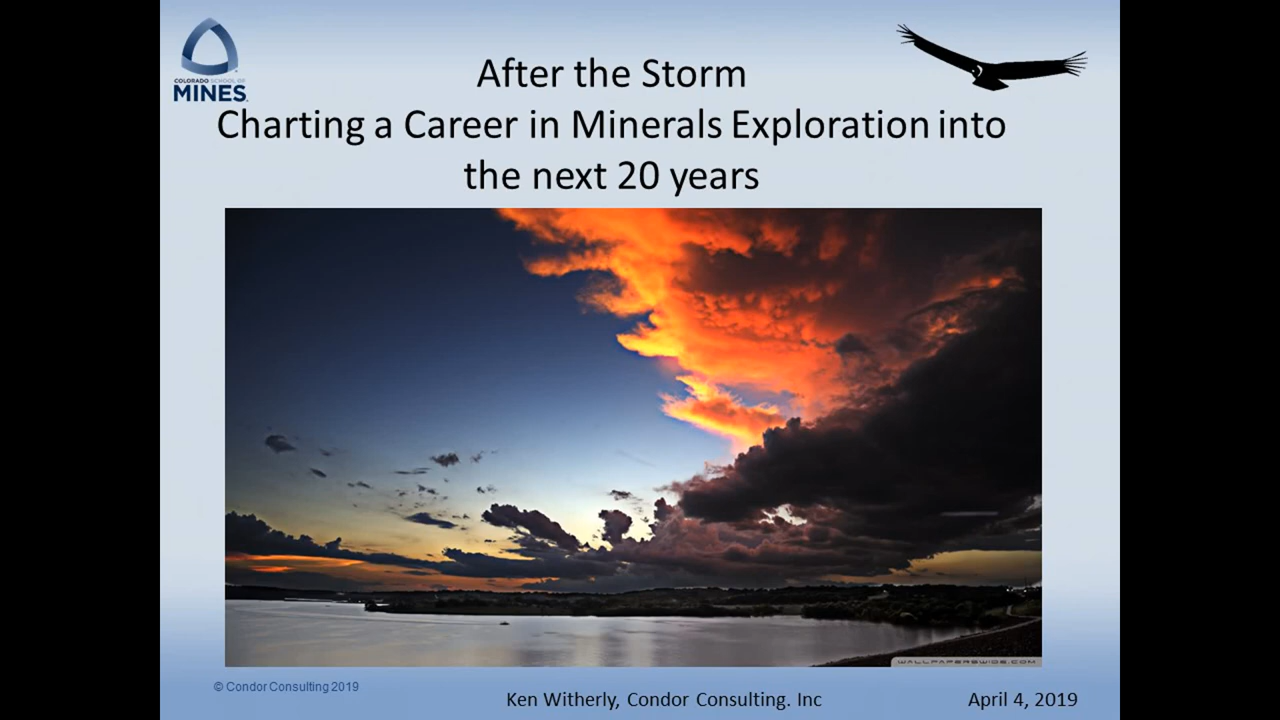 COLORADO SCHOOL OF
MINES
After the Storm
Charting a Career in Minerals Exploration into
the next 20 years
WALLPAPERSWIDE.COM
© Condor Consulting 2019
Ken Witherly, Condor Consulting. Inc
April 4, 2019